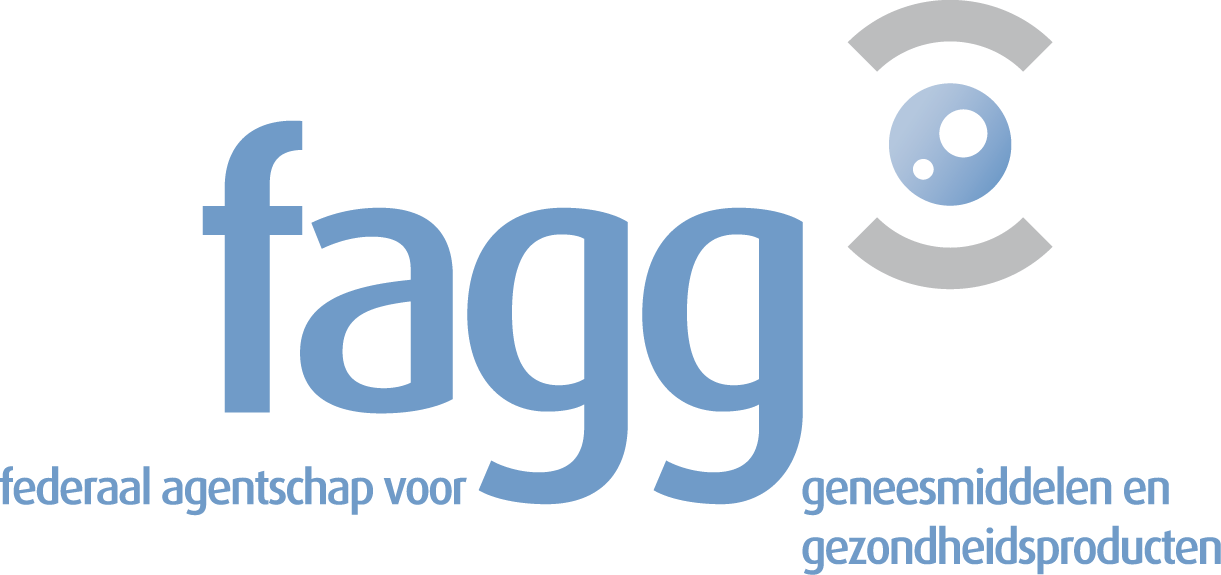 fagg
federaal agentschap voor
geneesmiddelen en
gezondheidsproducten